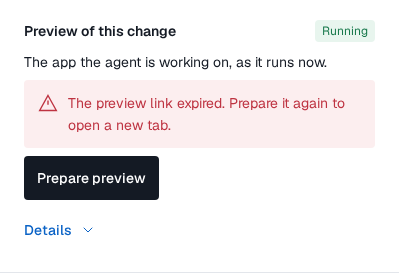 Preview of this change
Running
The app the agent is working on, as it runs now.
The preview link expired. Prepare it again to
open a new tab.
Prepare preview
Details